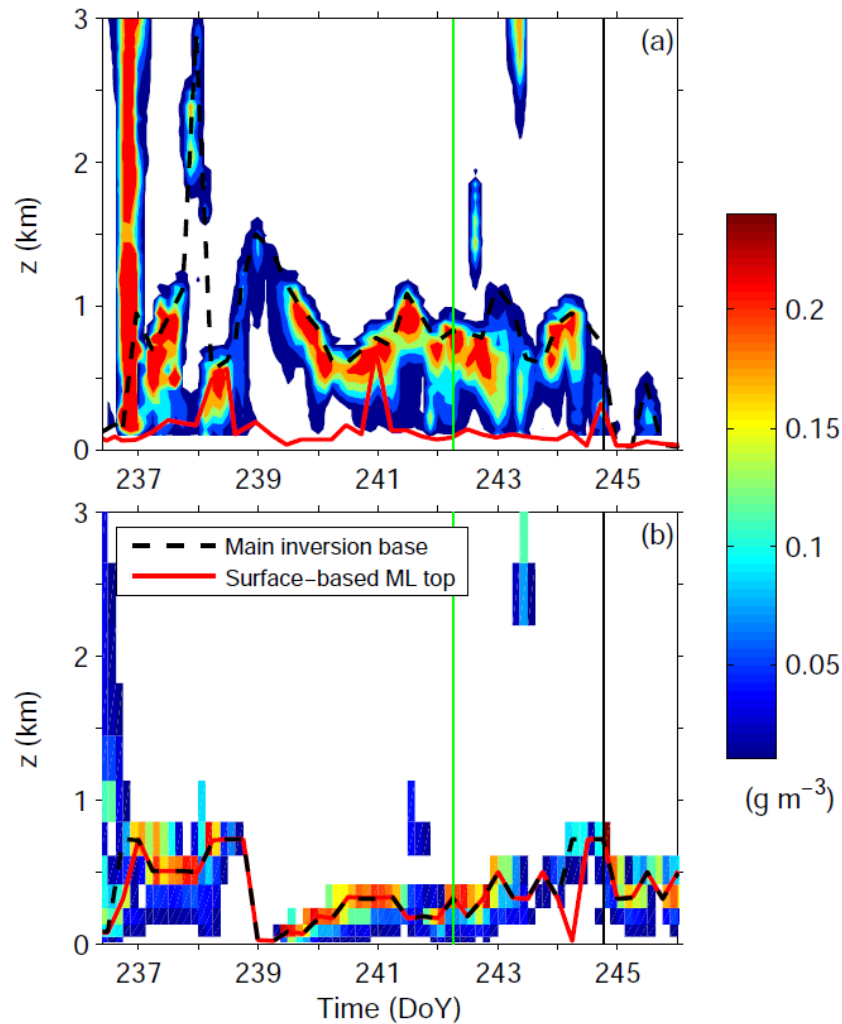 (a)
3
2
1
0
z (km)
237 239 241 243 245
(b)
3
2
1
0
z (km)
Main inversion base
Surface−based ML top
237 239 241 243 245
Time (DoY)
0.2
0.15
0.1
0.05
(g m⁻³)